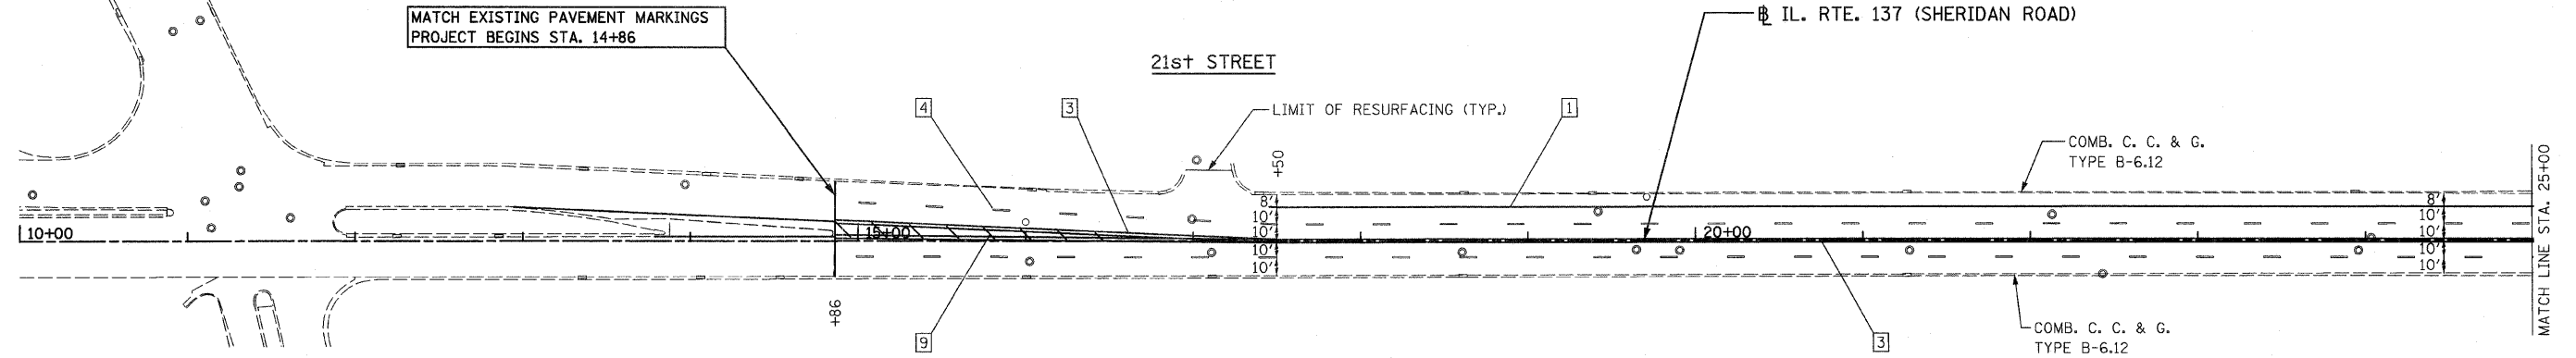 MATCH EXISTING PAVEMENT MARKINGS
PROJECT BEGINS STA. 14+86
℄ IL. RTE. 137 (SHERIDAN ROAD)
21st STREET
4
3
LIMIT OF RESURFACING (TYP.)
1
COMB. C. C. & G.
TYPE B-6.12
+50
8'
10'
10'
10'
10'
8'
10'
10'
10'
10'
10+00
15+00
20+00
MATCH LINE STA. 25+00
+86
9
3
COMB. C. C. & G.
TYPE B-6.12